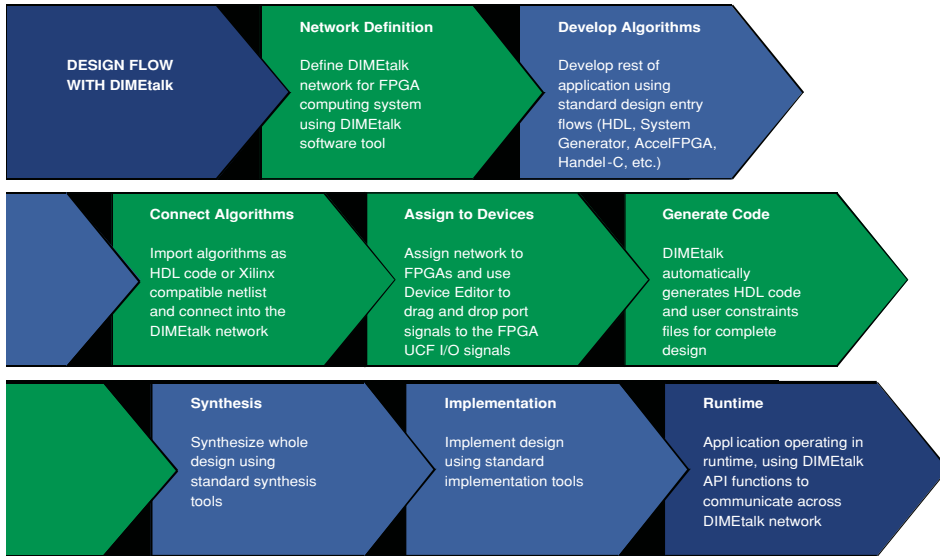 DESIGN FLOW
WITH DIMEtalk
Network Definition
Define DIMEtalk
network for FPGA
computing system
using DIMEtalk
software tool
Develop Algorithms
Develop rest of
application using
standard design entry
flows (HDL, System
Generator, AccelFPGA,
Handel-C, etc.)
Connect Algorithms
Import algorithms as
HDL code or Xilinx
compatible netlist
and connect into the
DIMEtalk network
Assign to Devices
Assign network to
FPGAs and use
Device Editor to
drag and drop port
signals to the FPGA
UCF I/O signals
Generate Code
DIMEtalk
automatically
generates HDL code
and user constraints
files for complete
design
Synthesis
Synthesize whole
design using
standard synthesis
tools
Implementation
Implement design
using standard
implementation tools
Runtime
Application operating in
runtime, using DIMEtalk
API functions to
communicate across
DIMEtalk network